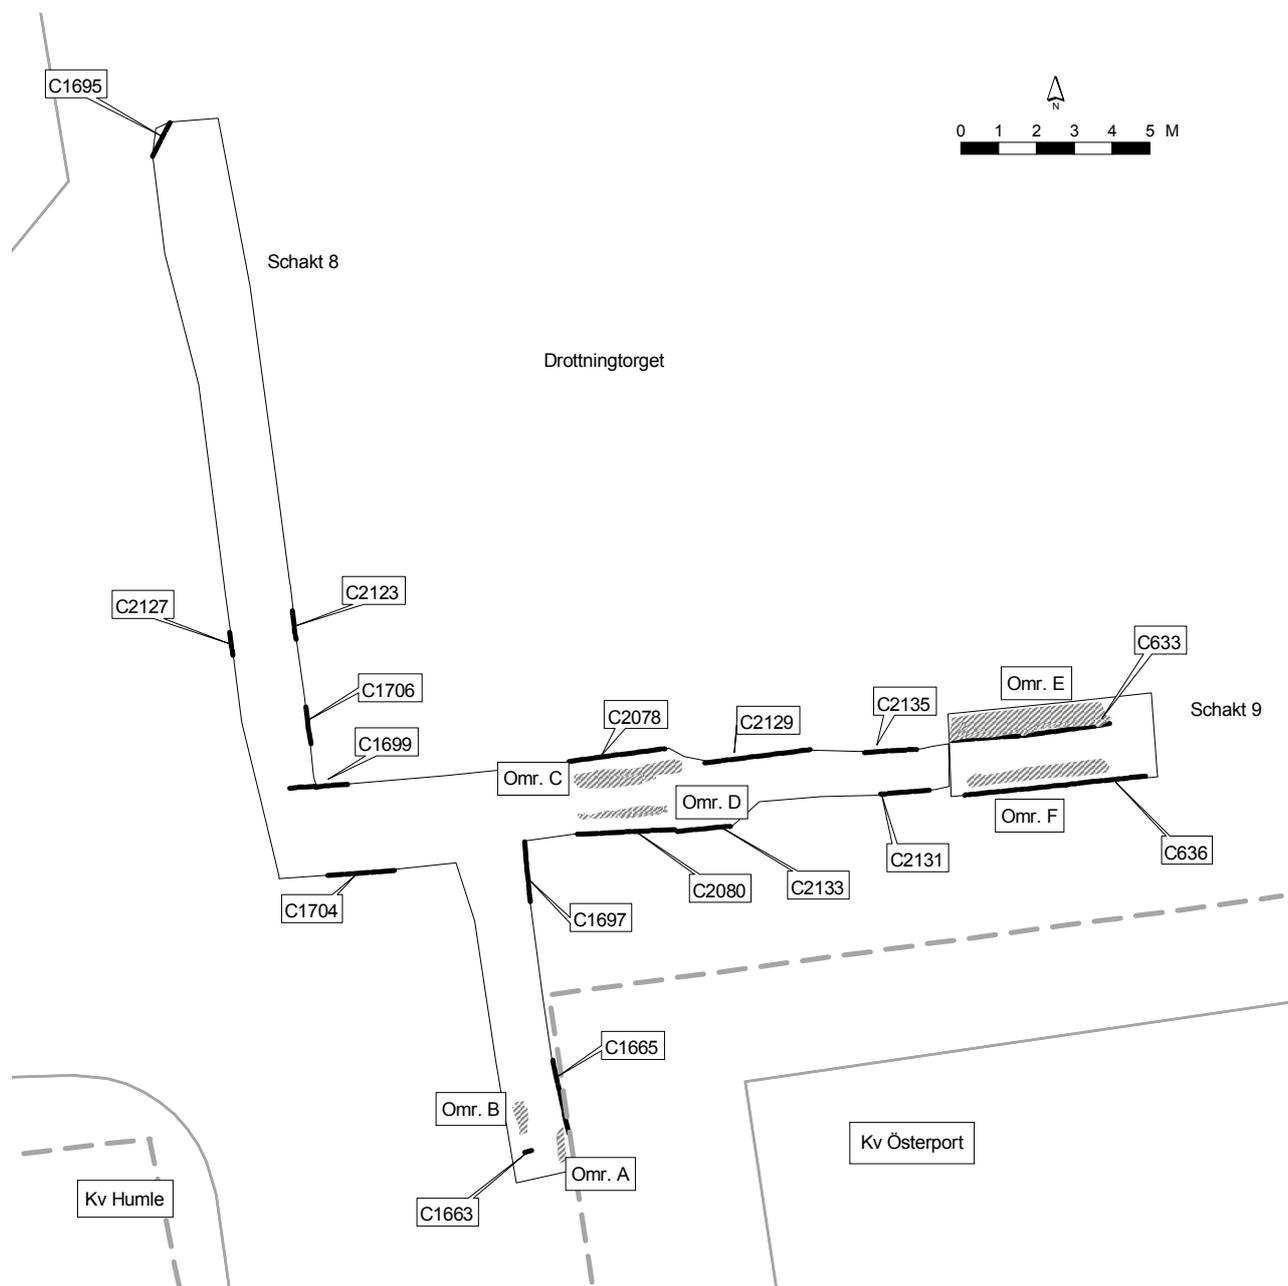 C1695
N
0 1 2 3 4 5 M
Schakt 8
Drottningtorget
C2123
C2127
C633
Omr. E
C1706
C2135
Schakt 9
C2078
C2129
C1699
Omr. C
Omr. D
Omr. F
C636
C2131
C2133
C2080
C1704
C1697
C1665
Omr. B
Kv Österport
Omr. A
Kv Humle
C1663